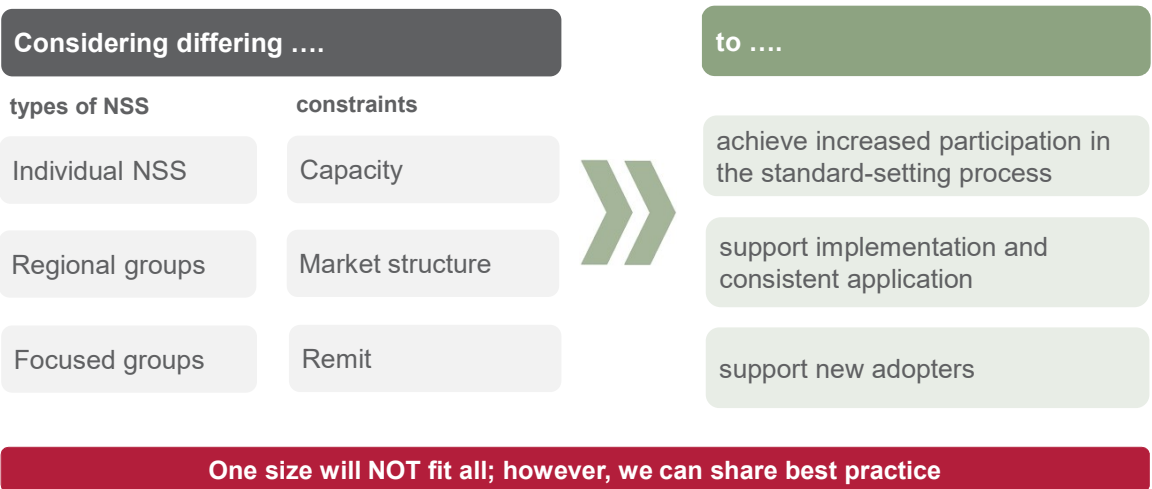 Considering differing ….
to ….
types of NSS
constraints
Individual NSS
Capacity
Regional groups
Market structure
Focused groups
Remit
achieve increased participation in
the standard-setting process
support implementation and
consistent application
support new adopters
One size will NOT fit all; however, we can share best practice